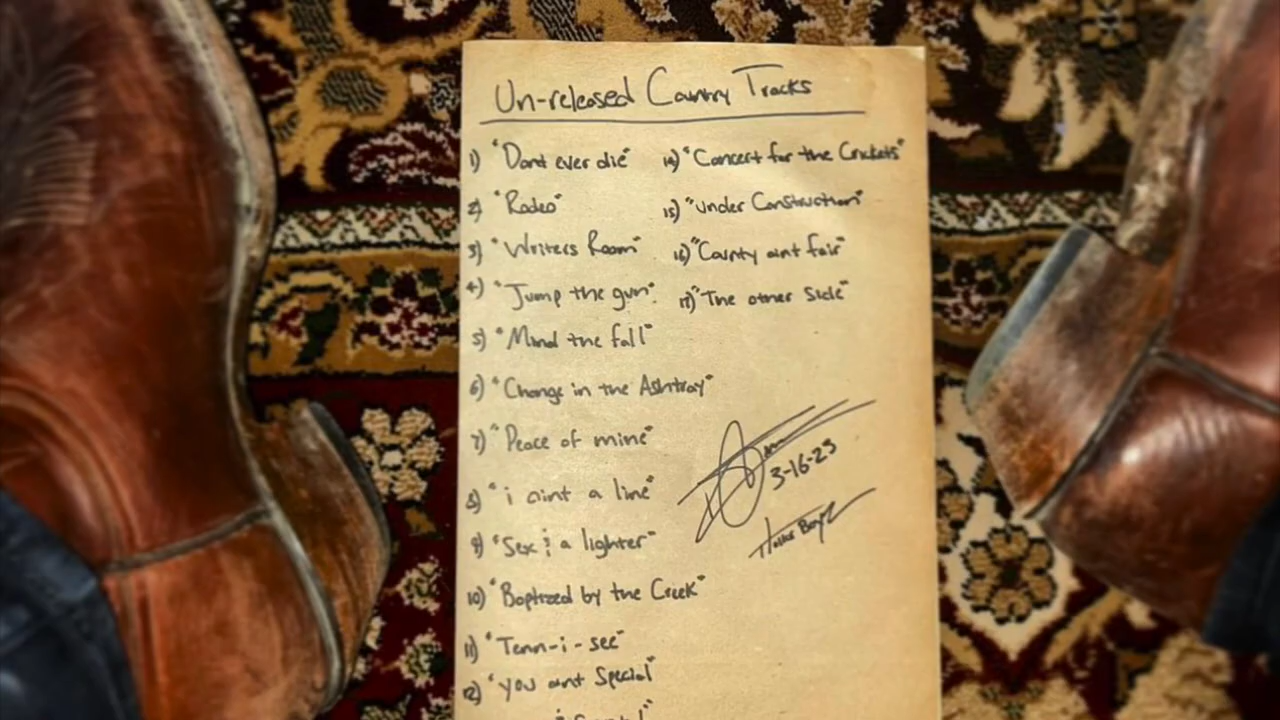 Un-released Country Tracks
1) "Dont ever die"
2) "Rodeo"
3) "Writers Room"
4) "Jump the gun"
5) "Mind the fall"
6) "Change in the Ashtray"
7) "Peace of mine"
8) "i aint a line"
9) "Sex & a lighter"
10) "Baptized by the Creek"
11) "Tenn-i-see"
12) "you aint Special"
14) "Concert for the Crickets"
15) "under Construction"
16) "County aint fair"
17) "The other Side"
3-16-23